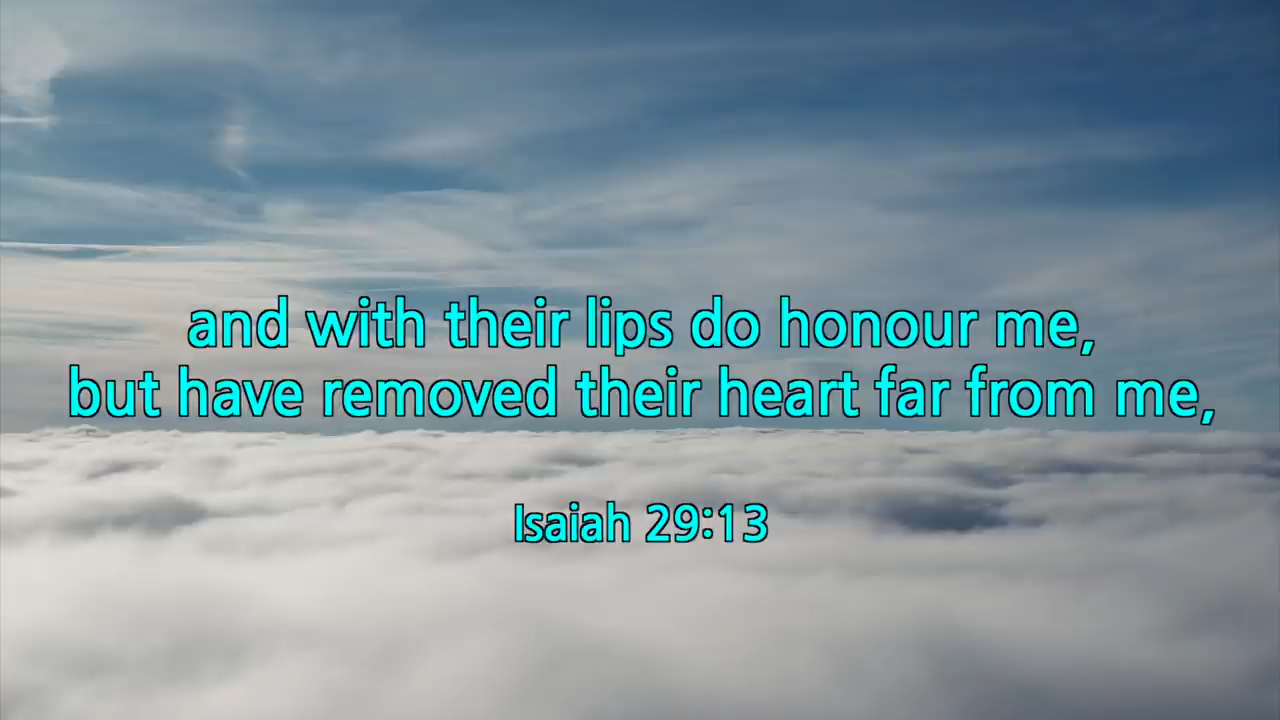 and with their lips do honour me,
but have removed their heart far from me,
Isaiah 29:13